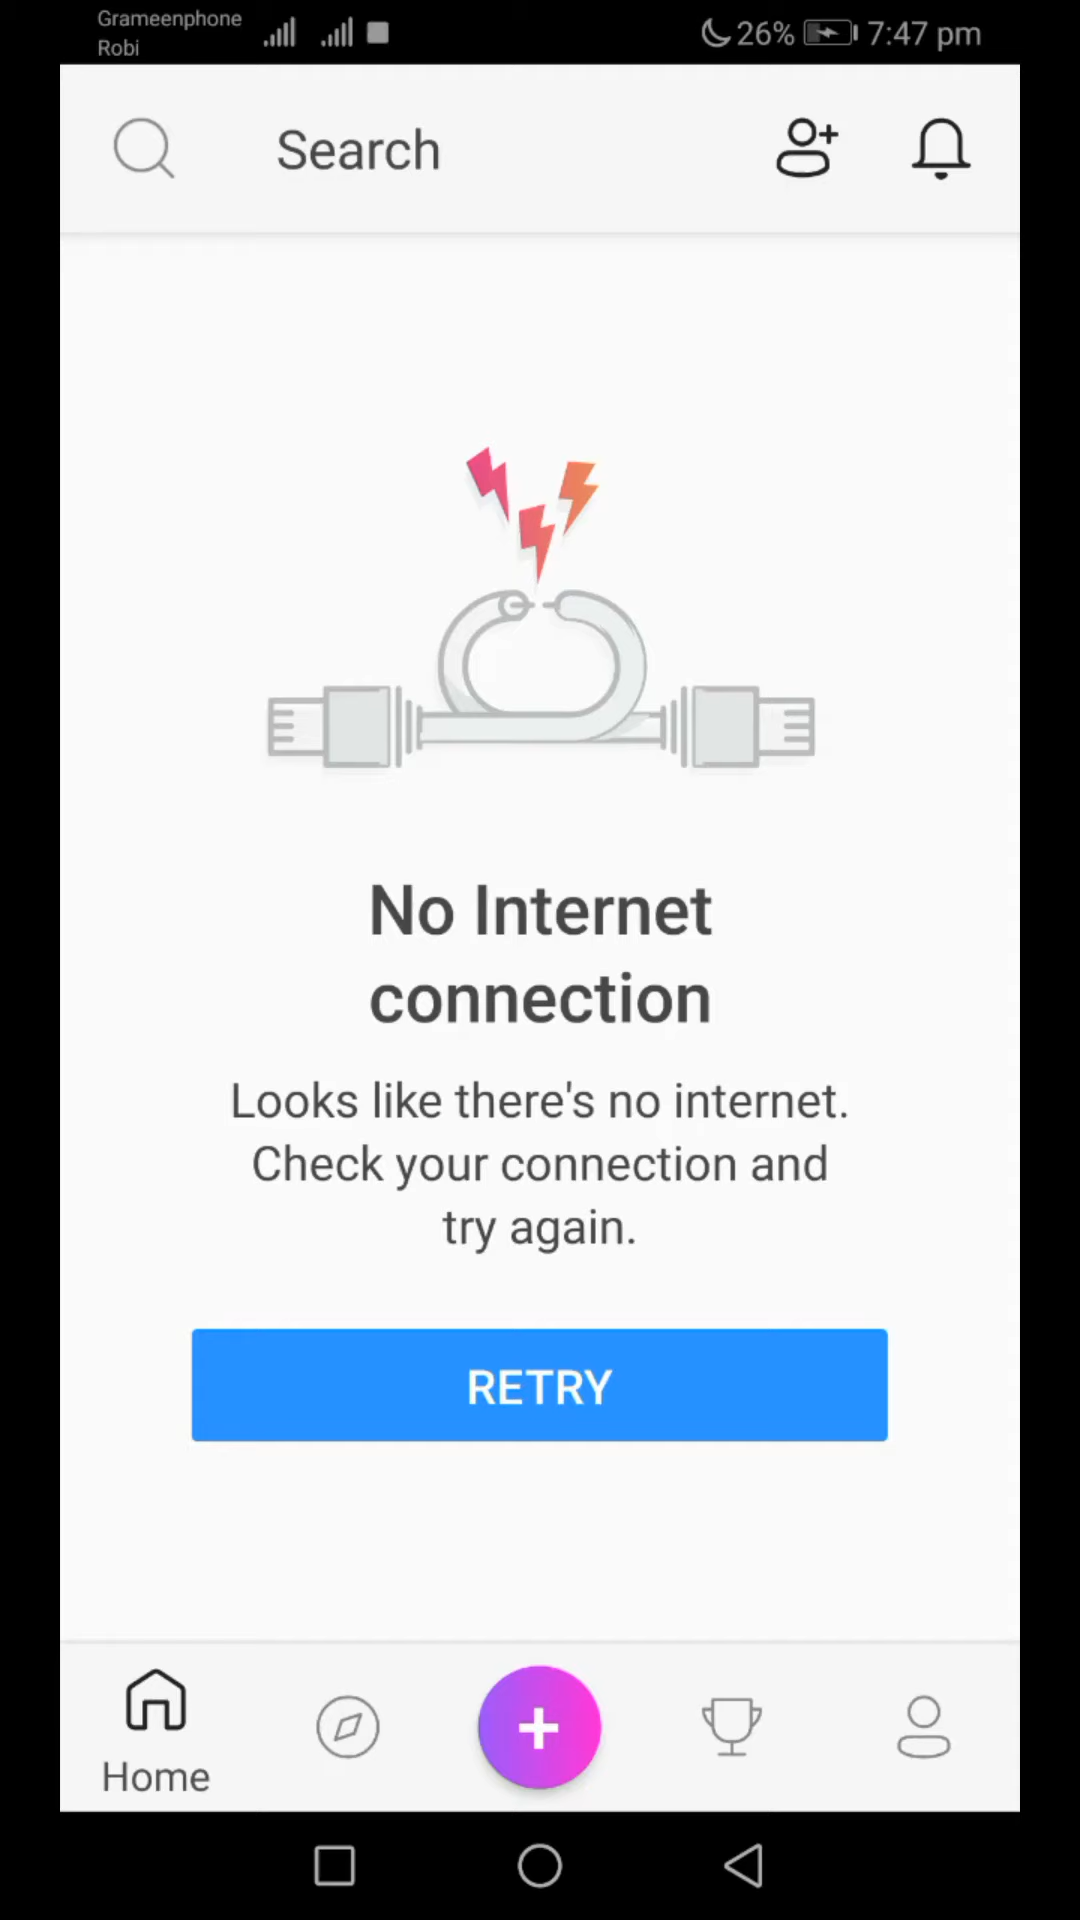 Grameenphone
Robi
26% 7:47 pm
Search
No Internet
connection
Looks like there's no internet.
Check your connection and
try again.
RETRY
Home